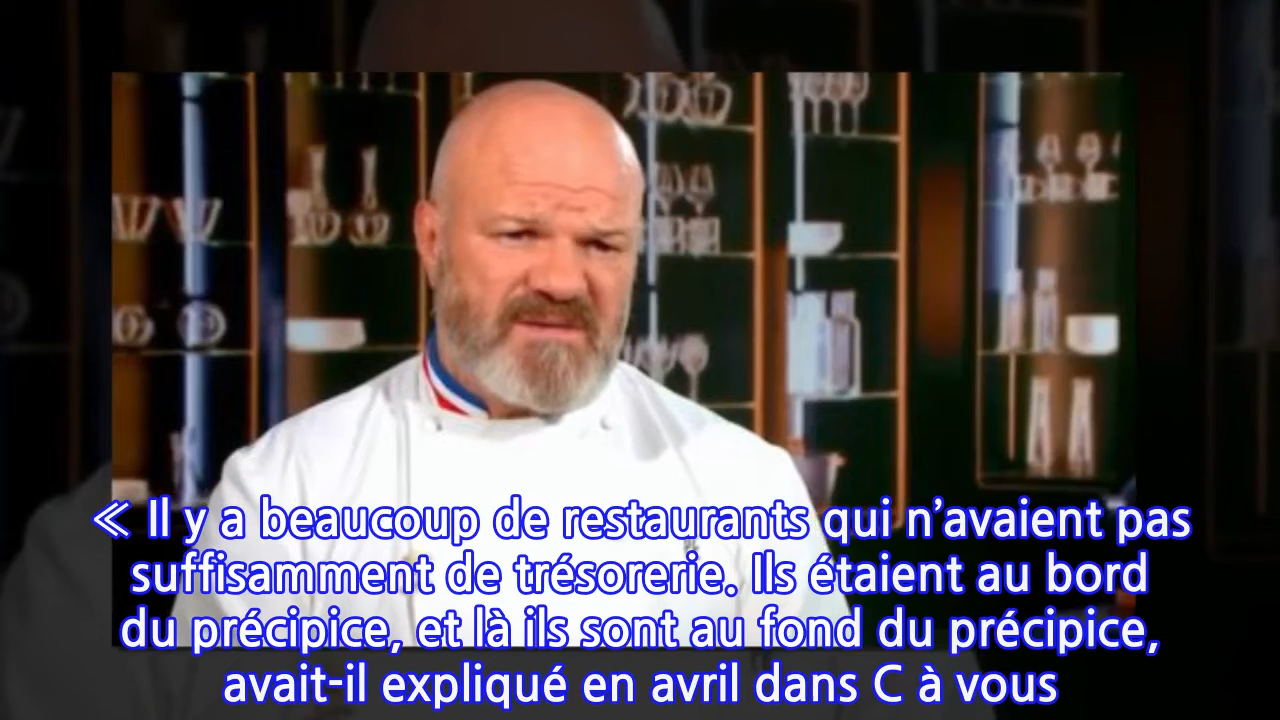 « Il y a beaucoup de restaurants qui n’avaient pas
suffisamment de trésorerie. Ils étaient au bord
du précipice, et là ils sont au fond du précipice,
avait-il expliqué en avril dans C à vous